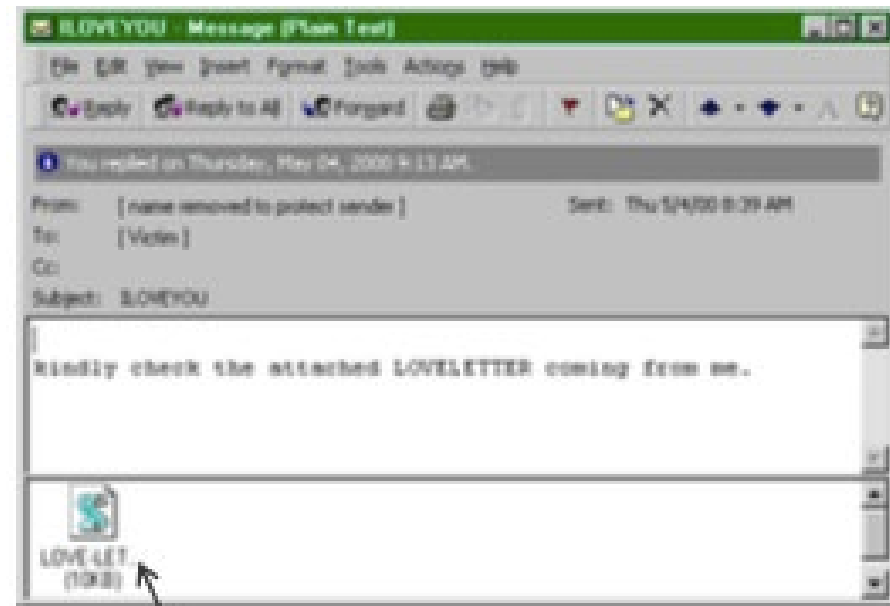 ILOVEYOU - Message (Plain Text)
File Edit View Insert Format Tools Actions Help
Reply Reply to All Forward
You replied on Thursday, May 04, 2000 9:13 AM.
From: [ name removed to protect sender ] Sent: Thu 5/4/00 8:39 AM
To: [ Victim ]
Cc:
Subject: ILOVEYOU
kindly check the attached LOVELETTER coming from me.
LOVE-LET...
(10KB)